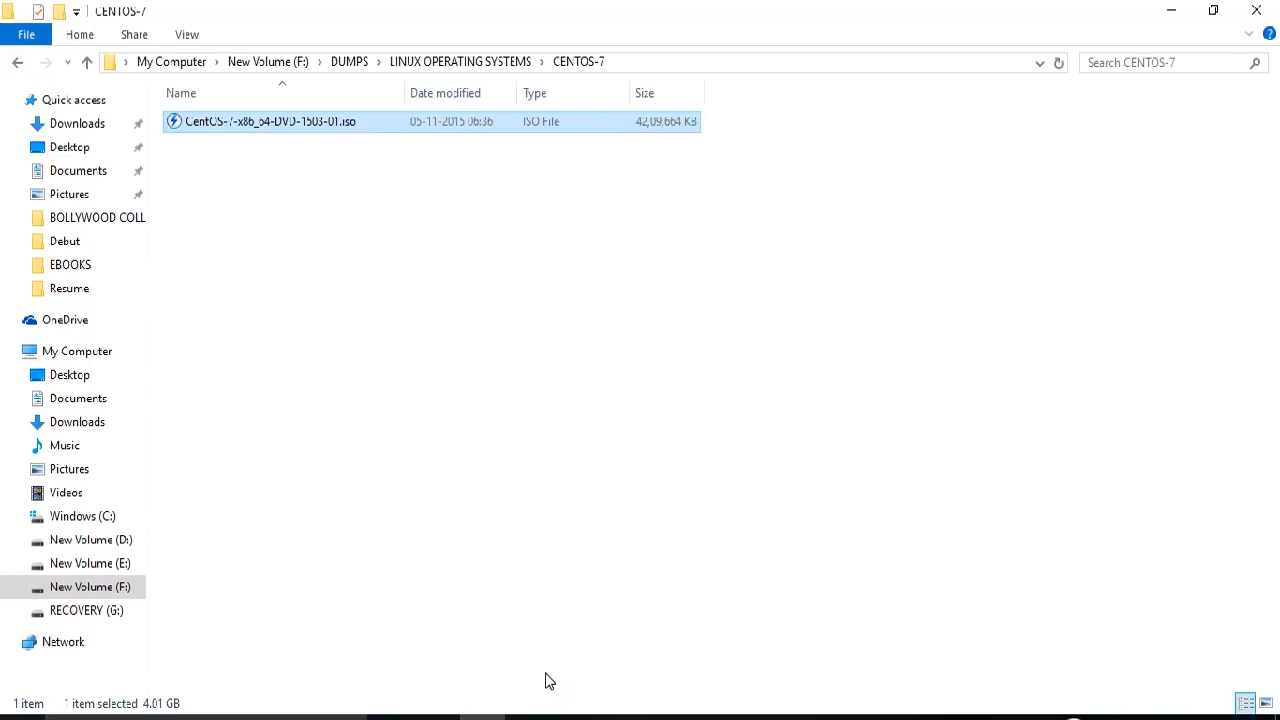 CENTOS-7
File Home Share View
My Computer New Volume (F:) DUMPS LINUX OPERATING SYSTEMS CENTOS-7
Search CENTOS-7
Name Date modified Type Size
CentOS-7-x86_64-DVD-1503-01.iso 05-11-2015 06:36 ISO File 42,09,664 KB
Quick access
Downloads
Desktop
Documents
Pictures
BOLLYWOOD COLL
Debut
EBOOKS
Resume
OneDrive
My Computer
Desktop
Documents
Downloads
Music
Pictures
Videos
Windows (C:)
New Volume (D:)
New Volume (E:)
New Volume (F:)
RECOVERY (G:)
Network
1 item 1 item selected 4.01 GB